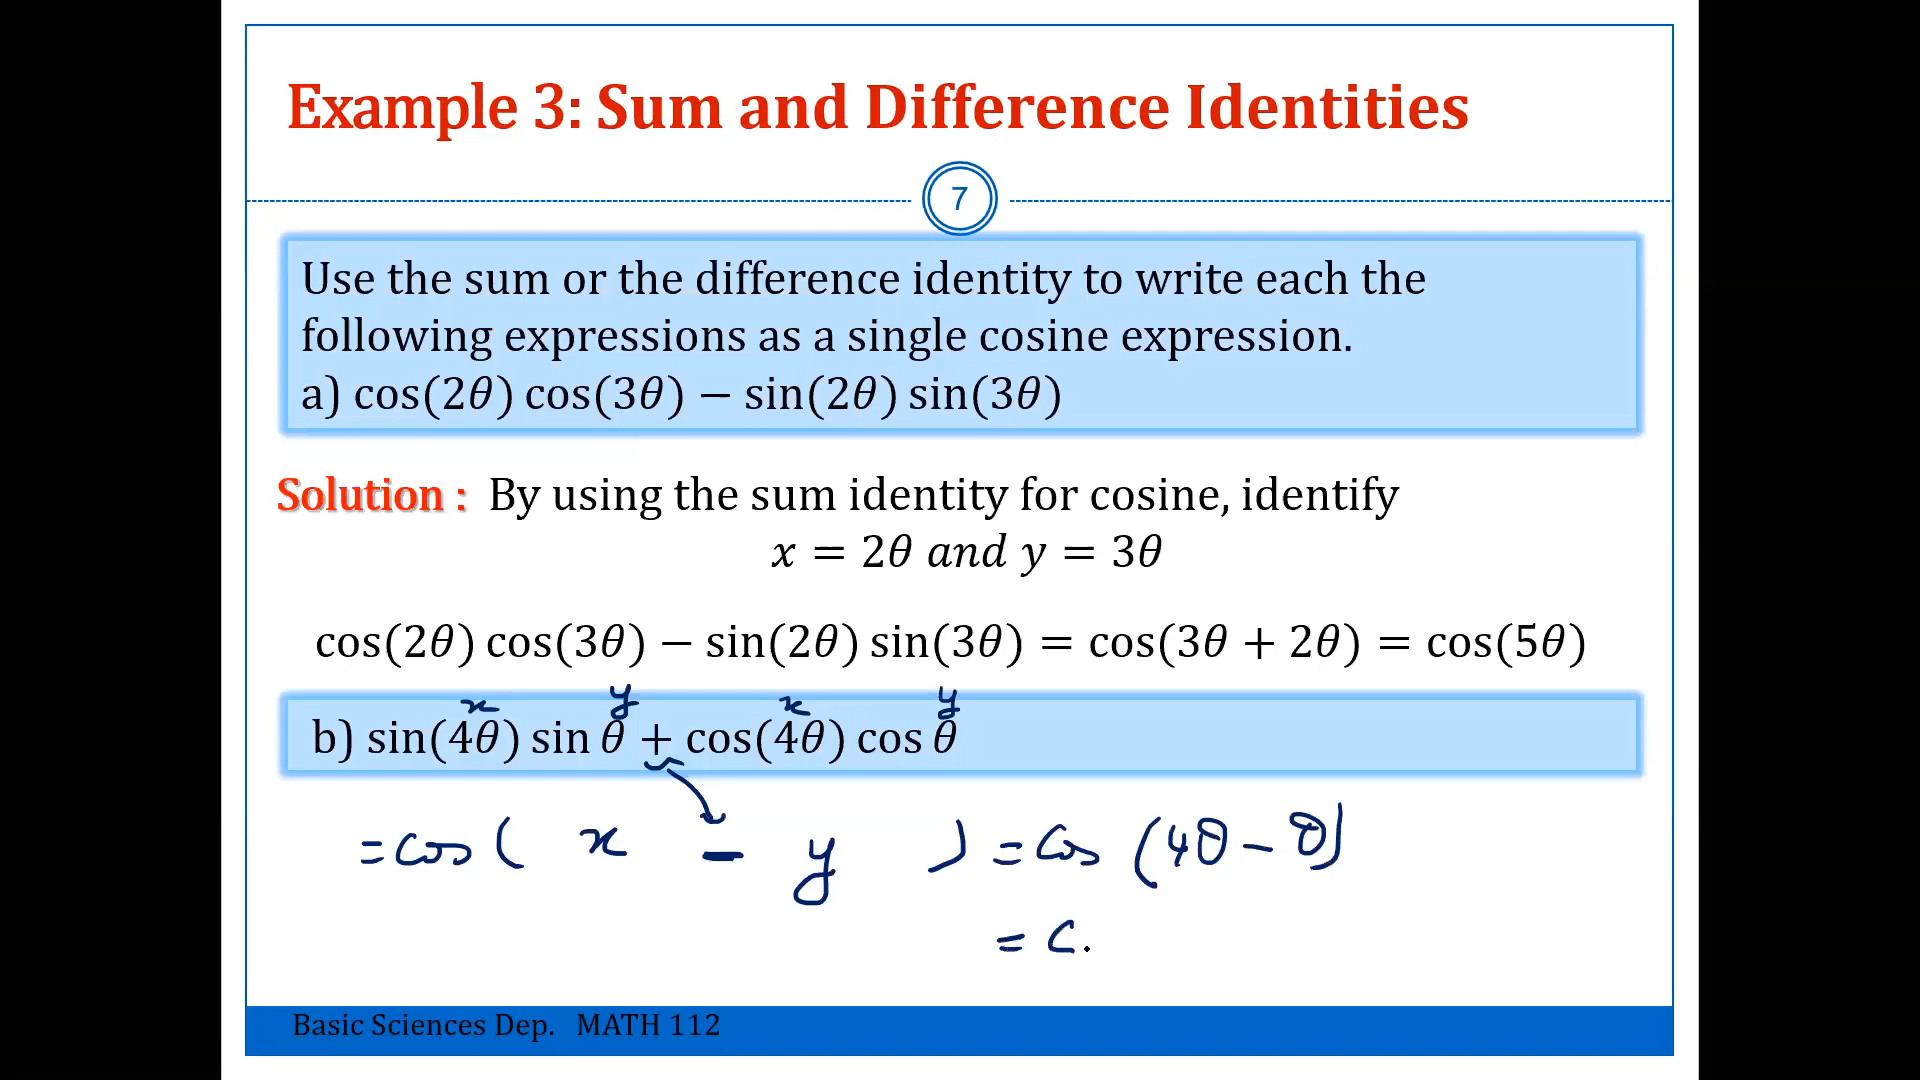 Example 3: Sum and Difference Identities
7
Use the sum or the difference identity to write each the
following expressions as a single cosine expression.
a) cos(2θ) cos(3θ) − sin(2θ) sin(3θ)
Solution : By using the sum identity for cosine, identify
x = 2θ and y = 3θ
cos(2θ) cos(3θ) − sin(2θ) sin(3θ) = cos(3θ + 2θ) = cos(5θ)
x y x y
b) sin(4θ) sin θ + cos(4θ) cos θ
= cos( x − y ) = cos (4θ − θ)
= c
Basic Sciences Dep. MATH 112